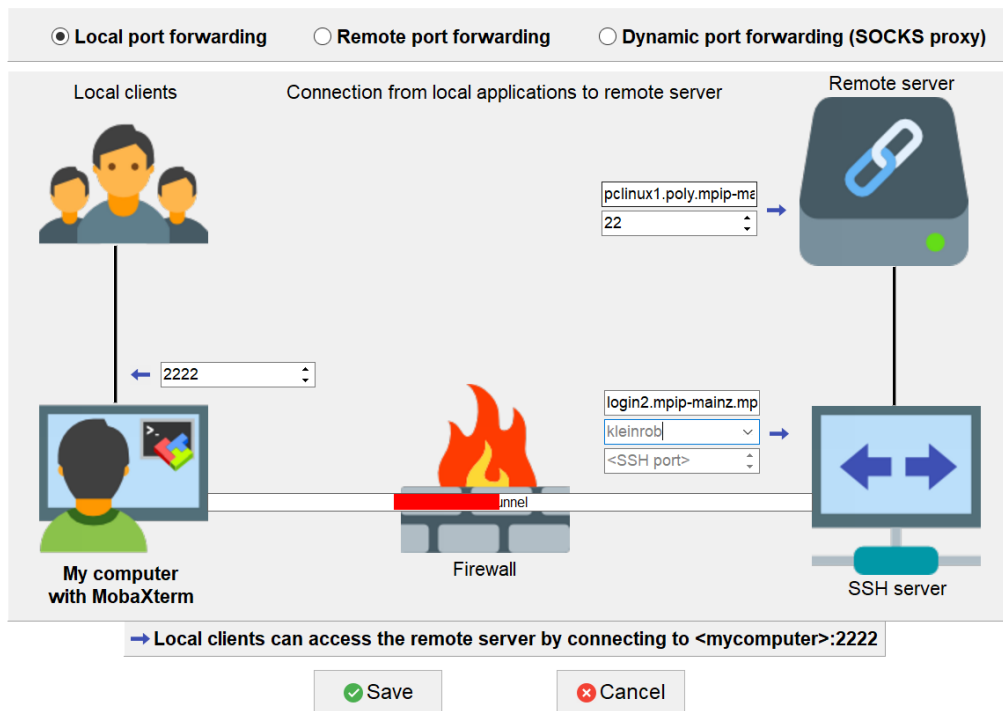 Local port forwarding
Remote port forwarding
Dynamic port forwarding (SOCKS proxy)
Local clients
Connection from local applications to remote server
Remote server
pclinux1.poly.mpip-ma
22
2222
login2.mpip-mainz.mp
kleinrob
<SSH port>
unnel
My computer
with MobaXterm
Firewall
SSH server
Local clients can access the remote server by connecting to <mycomputer>:2222
Save
Cancel